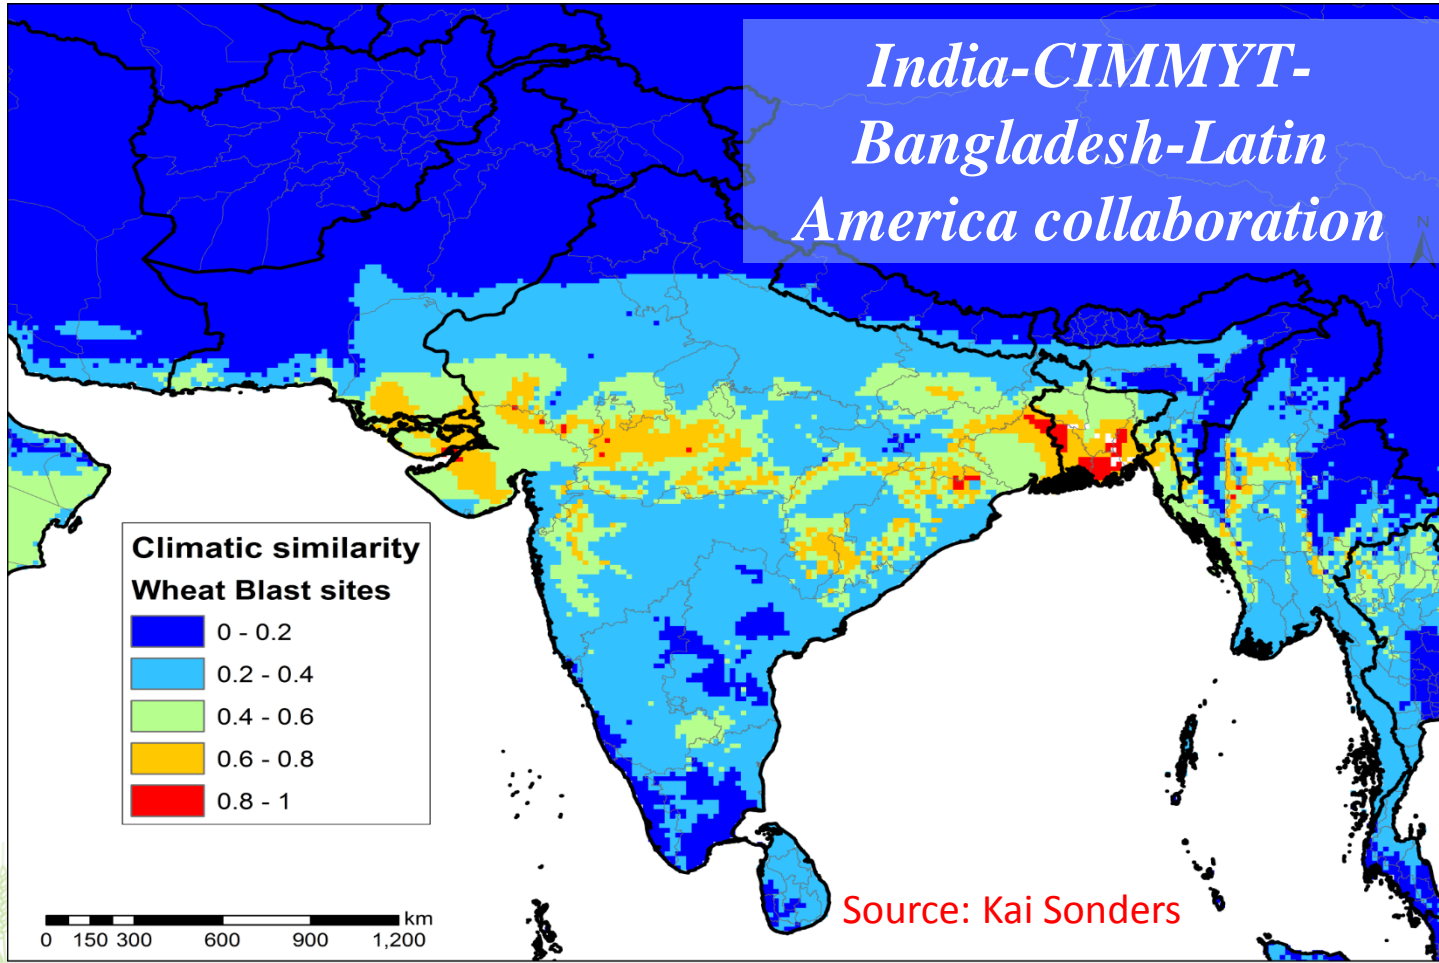 India-CIMMYT-
Bangladesh-Latin
America collaboration
N
Climatic similarity
Wheat Blast sites
0 - 0.2
0.2 - 0.4
0.4 - 0.6
0.6 - 0.8
0.8 - 1
Source: Kai Sonders
km
0 150 300 600 900 1,200